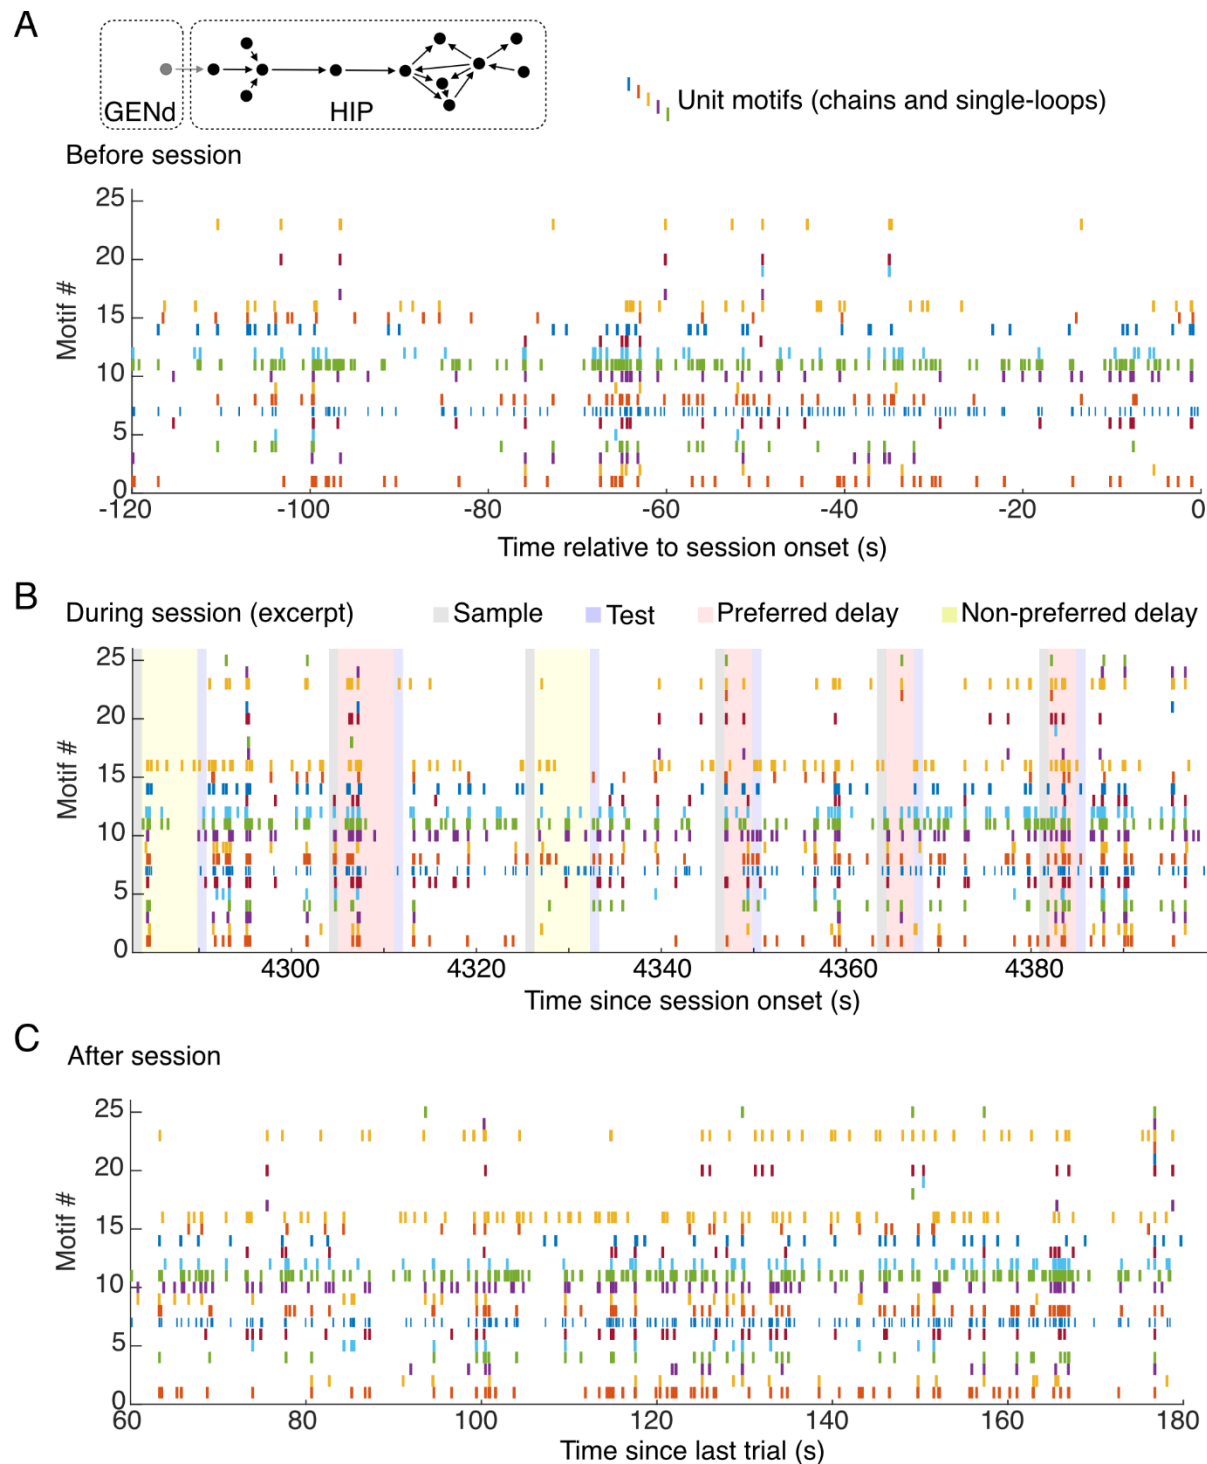 A
GENd
HIP
Unit motifs (chains and single-loops)
Before session
25
20
15
10
5
0
Motif #
-120 -100 -80 -60 -40 -20 0
Time relative to session onset (s)
B
During session (excerpt)
Sample
Test
Preferred delay
Non-preferred delay
25
20
15
10
5
0
Motif #
4300 4320 4340 4360 4380
Time since session onset (s)
C
After session
25
20
15
10
5
0
Motif #
60 80 100 120 140 160 180
Time since last trial (s)